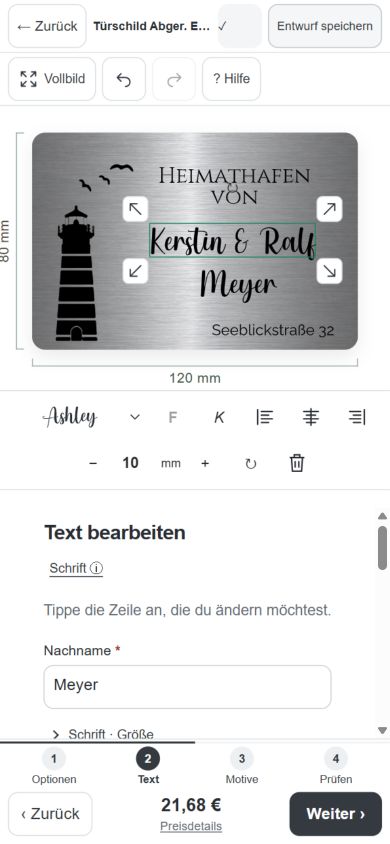 ← Zurück
Türschild Abger. E... ✓
Entwurf speichern
Vollbild
? Hilfe
80 mm
Heimathafen
von
Kerstin & Ralf
Meyer
Seeblickstraße 32
120 mm
Ashley
F
K
− 10 mm +
Text bearbeiten
Schrift ⓘ
Tippe die Zeile an, die du ändern möchtest.
Nachname *
Meyer
Schrift · Größe
1 2 3 4
Optionen Text Motive Prüfen
‹ Zurück
21,68 €
Preisdetails
Weiter ›